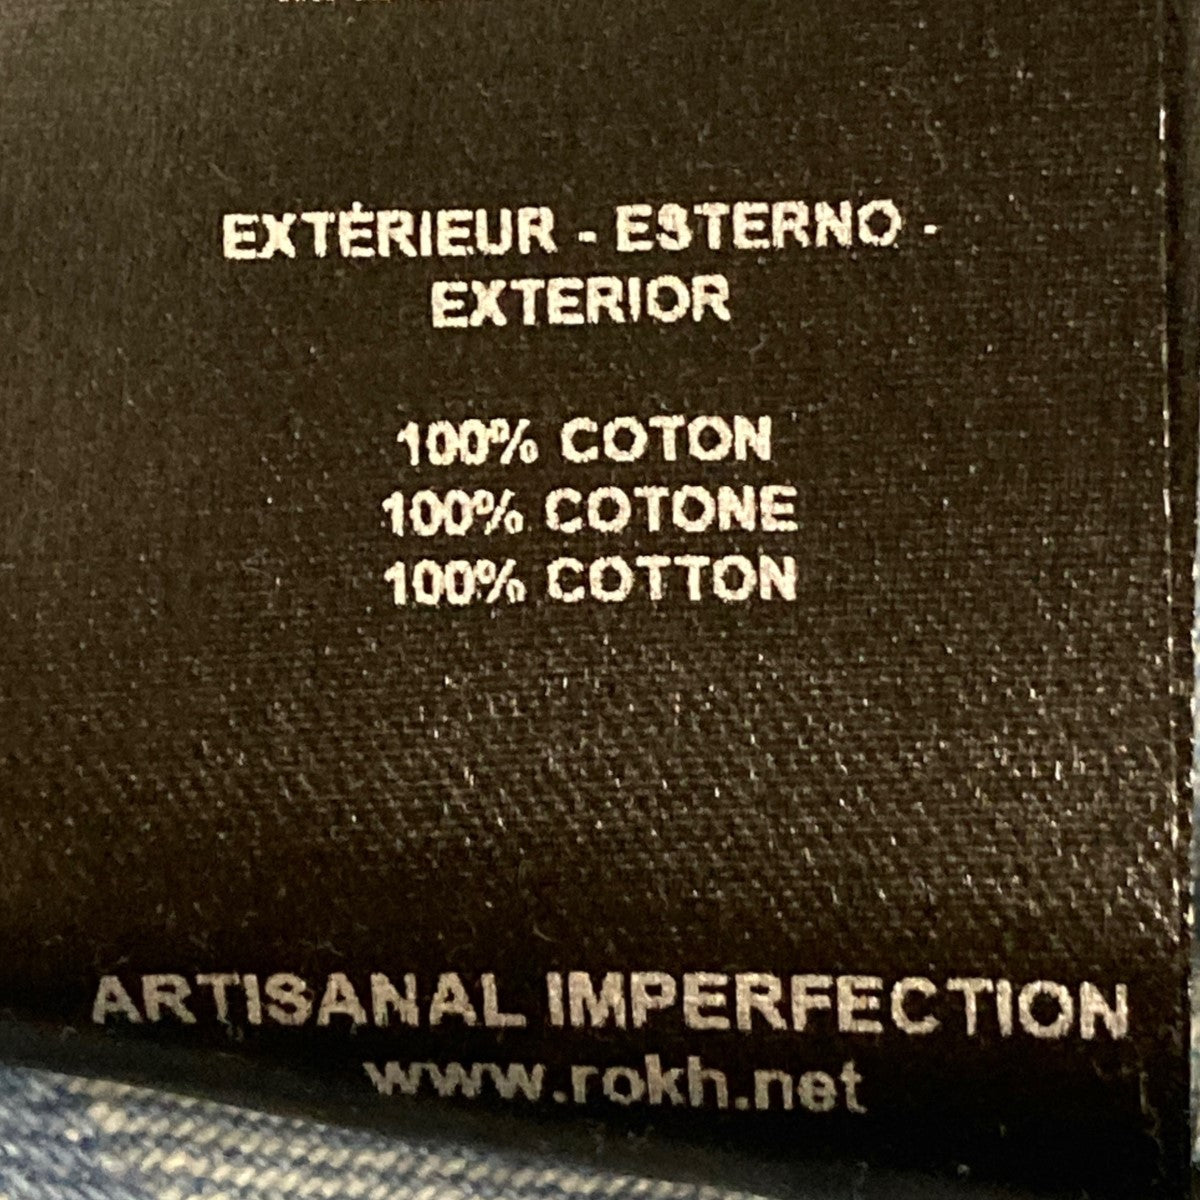 EXTÉRIEUR - ESTERNO -
EXTERIOR
100% COTON
100% COTONE
100% COTTON
ARTISANAL IMPERFECTION
www.rokh.net